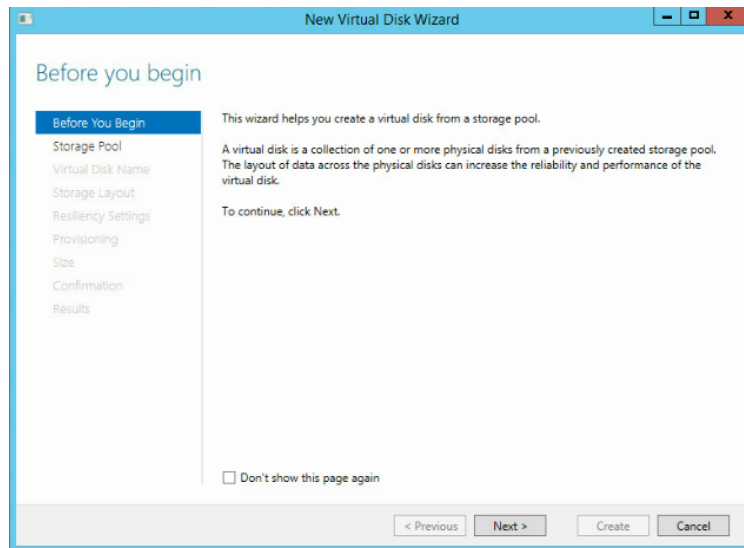 New Virtual Disk Wizard
Before you begin
Before You Begin
Storage Pool
Virtual Disk Name
Storage Layout
Resiliency Settings
Provisioning
Size
Confirmation
Results
This wizard helps you create a virtual disk from a storage pool.
A virtual disk is a collection of one or more physical disks from a previously created storage pool.
The layout of data across the physical disks can increase the reliability and performance of the
virtual disk.
To continue, click Next.
Don't show this page again
< Previous
Next >
Create
Cancel